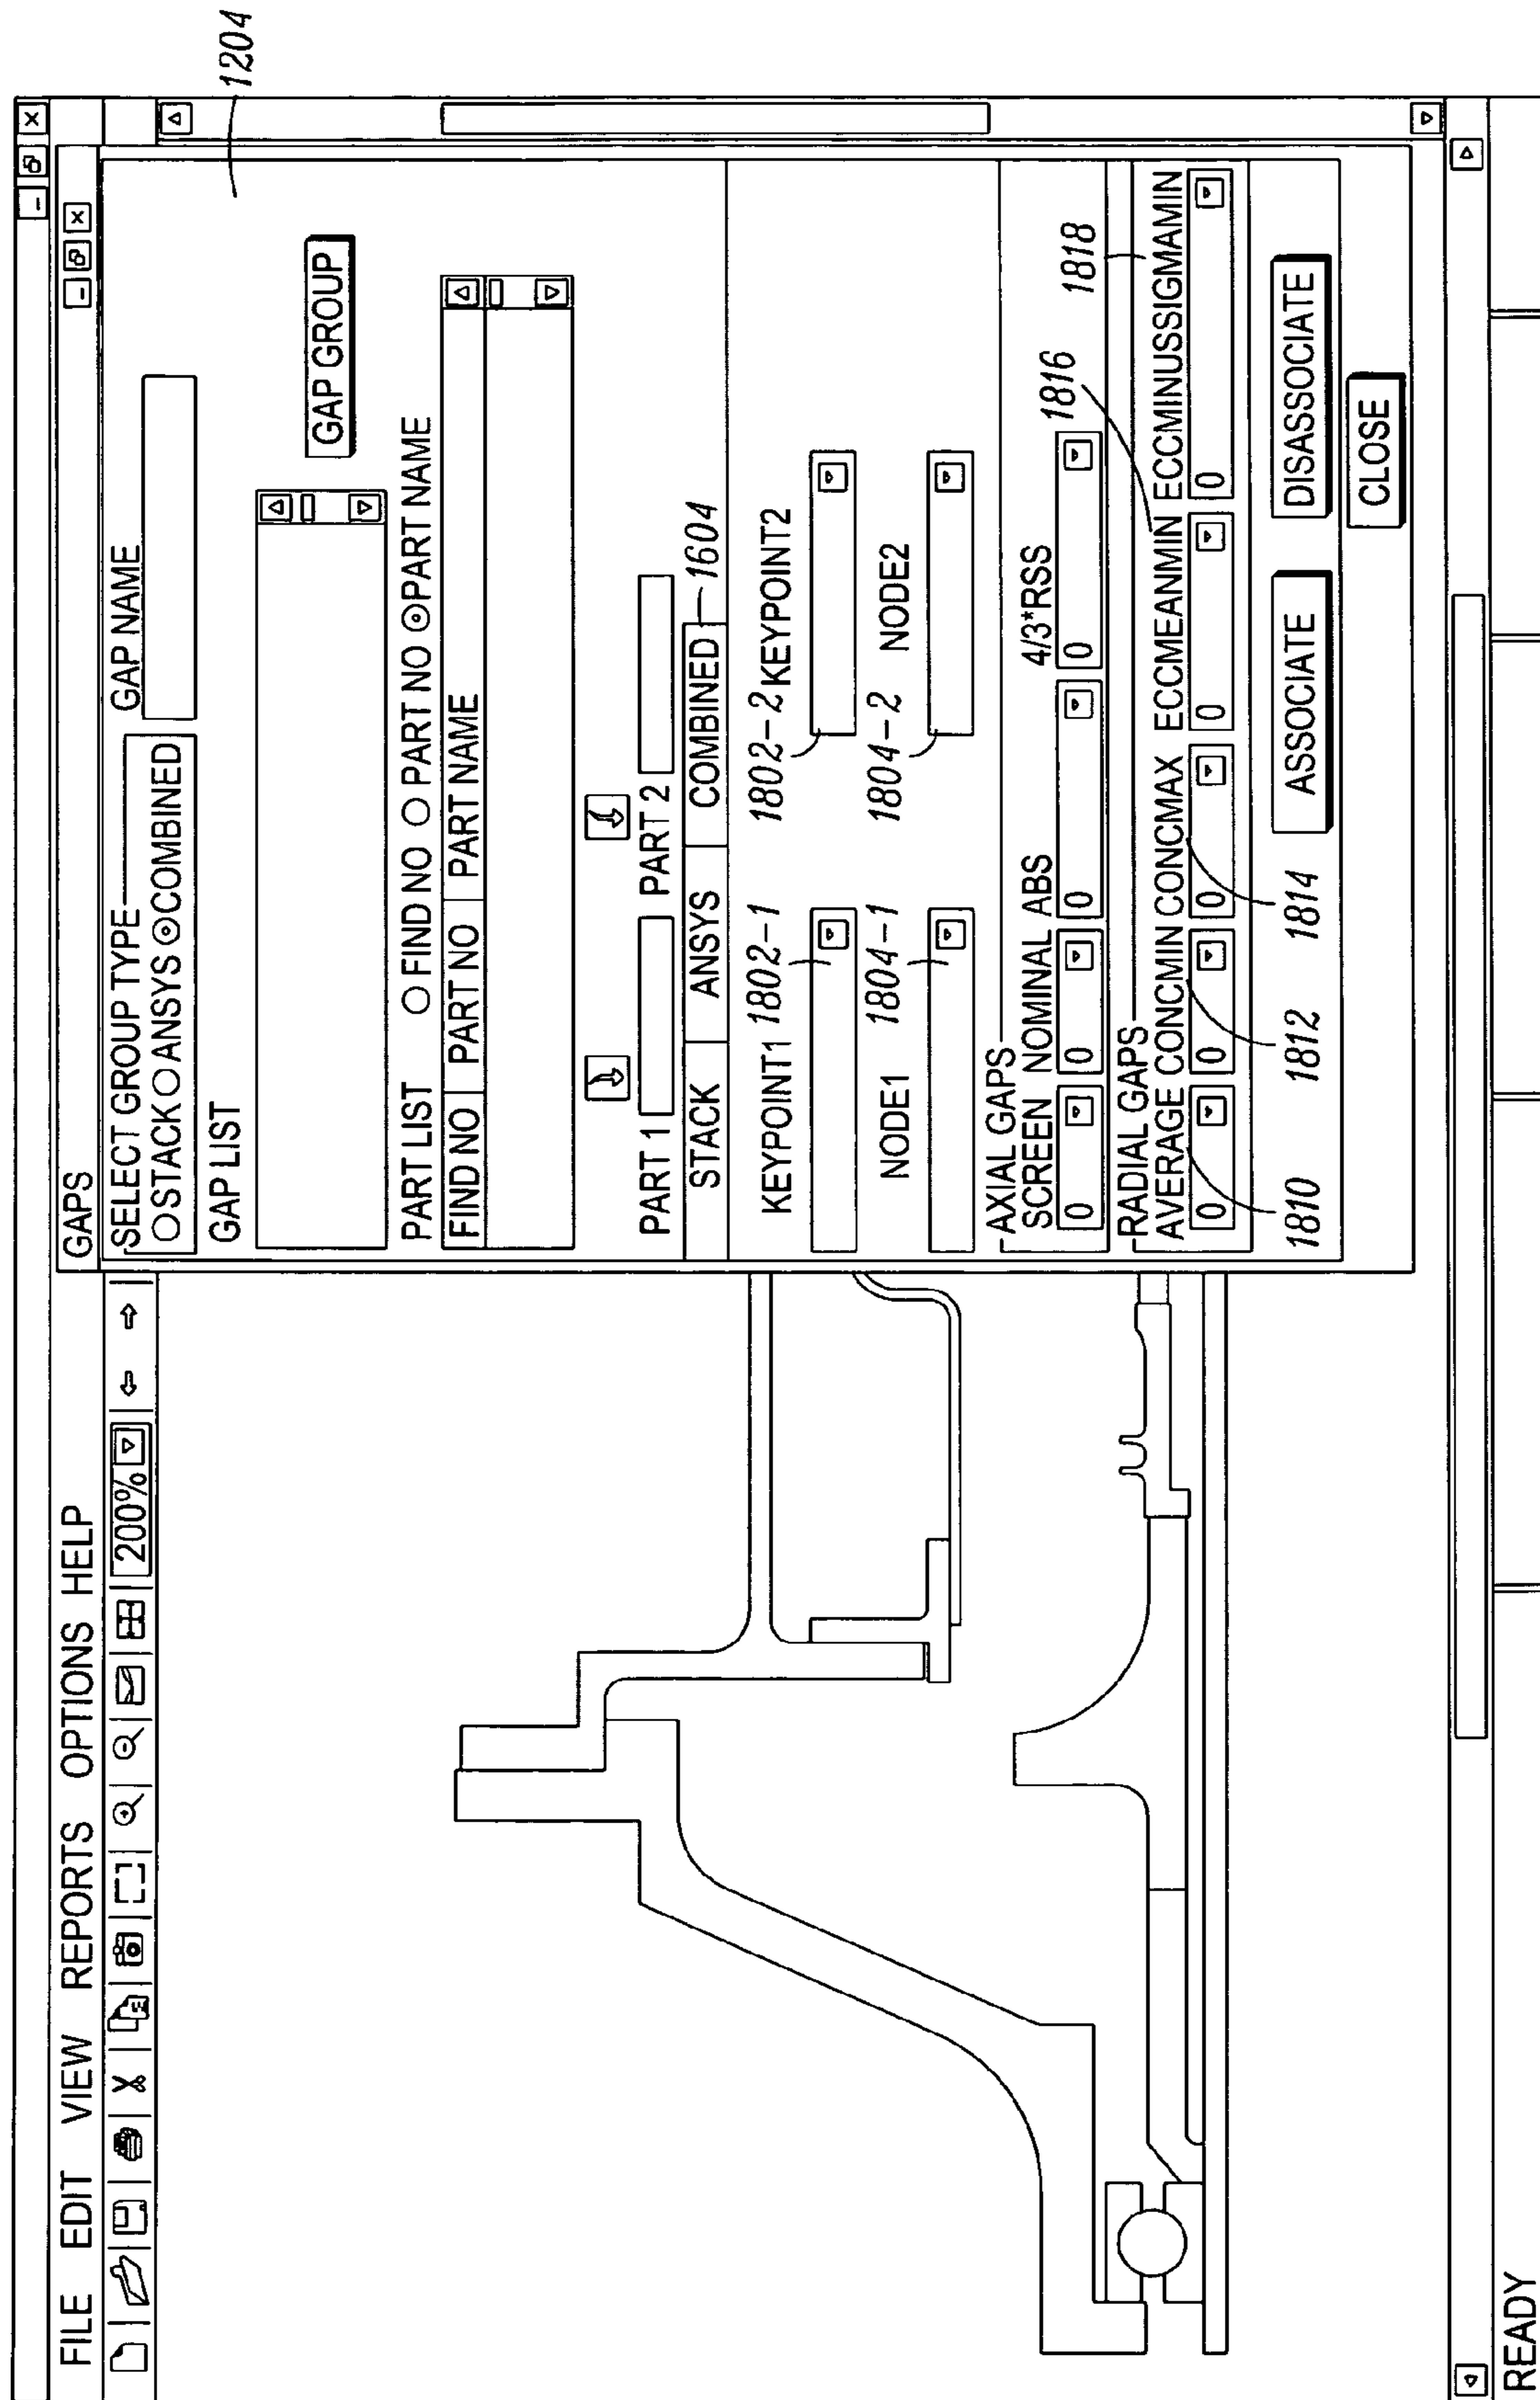 GAPS
FILE EDIT VIEW REPORTS OPTIONS HELP
200%
1204
SELECT GROUP TYPE
STACK ANSYS COMBINED
GAP NAME
GAP LIST
GAP GROUP
PART LIST FIND NO PART NO PART NAME
FIND NO PART NO PART NAME
PART 1 PART 2
STACK ANSYS COMBINED 1604
KEYPOINT1 1802-1 1802-2 KEYPOINT2
NODE1 1804-1 1804-2 NODE2
AXIAL GAPS
SCREEN NOMINAL ABS 4/3*RSS
0 0 0 0
1816 1818
RADIAL GAPS
AVERAGE CONCMIN CONCMAX ECCMEANMIN ECCMINUSSIGMAMIN
0 0 0 0 0
1810 1812 1814
ASSOCIATE DISASSOCIATE
CLOSE
READY